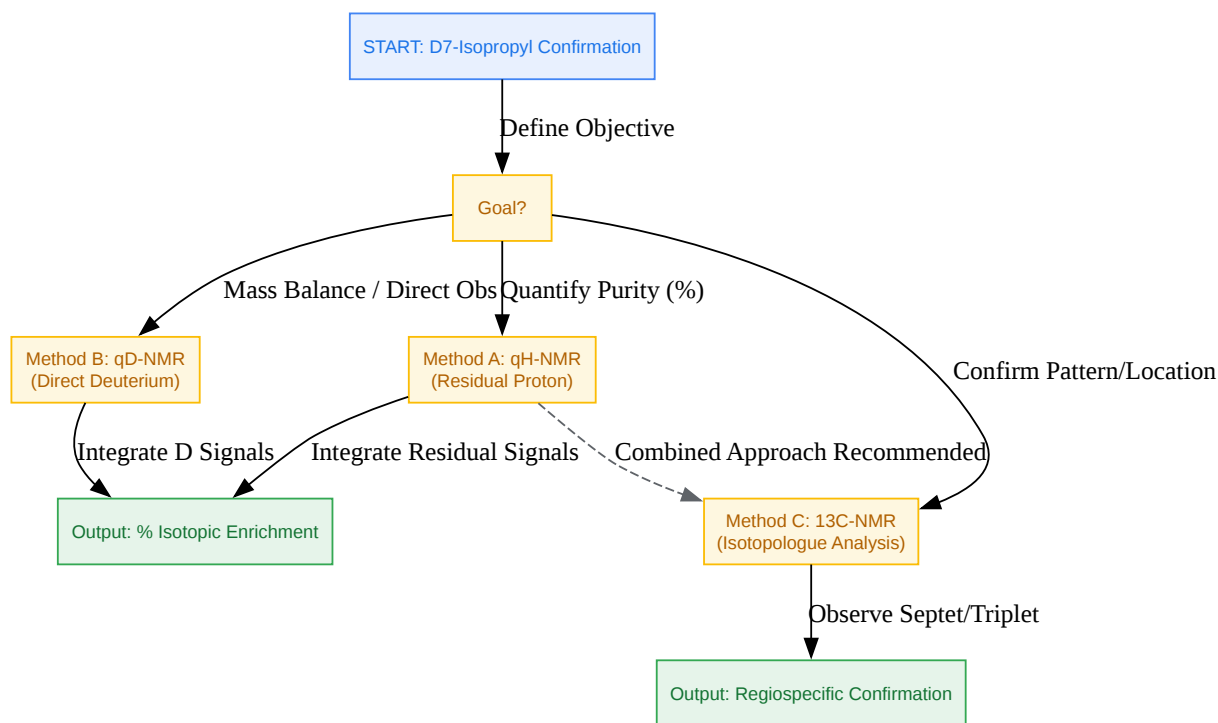 START: D7-Isopropyl Confirmation
Define Objective
Goal?
Mass Balance / Direct Obs
Quantify Purity (%)
Method B: qD-NMR
(Direct Deuterium)
Method A: qH-NMR
(Residual Proton)
Confirm Pattern/Location
Integrate D Signals
Integrate Residual Signals
Combined Approach Recommended
Output: % Isotopic Enrichment
Method C: 13C-NMR
(Isotopologue Analysis)
Observe Septet/Triplet
Output: Regiospecific Confirmation